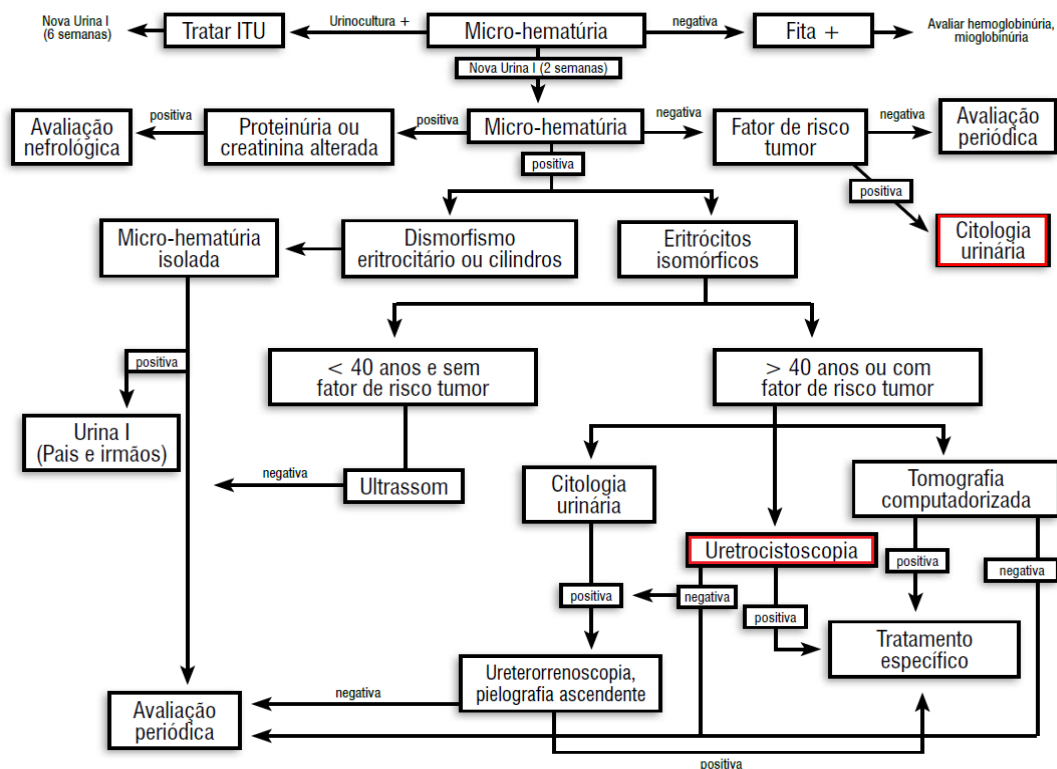 Nova Urina I
(6 semanas)
Tratar ITU
Urinocultura +
Micro-hematúria
negativa
Fita +
Avaliar hemoglobinúria,
mioglobinúria
Nova Urina I (2 semanas)
Avaliação
nefrológica
positiva
Proteinúria ou
creatinina alterada
positiva
Micro-hematúria
negativa
Fator de risco
tumor
negativa
Avaliação
periódica
positiva
positiva
Citologia
urinária
Micro-hematúria
isolada
Dismorfismo
eritrocitário ou cilindros
Eritrócitos
isomórficos
positiva
< 40 anos e sem
fator de risco tumor
> 40 anos ou com
fator de risco tumor
Urina I
(Pais e irmãos)
negativa
Ultrassom
Citologia
urinária
Tomografia
computadorizada
Uretrocistoscopia
positiva
negativa
positiva
negativa
positiva
Tratamento
específico
Ureterorrenoscopia,
pielografia ascendente
negativa
Avaliação
periódica
positiva